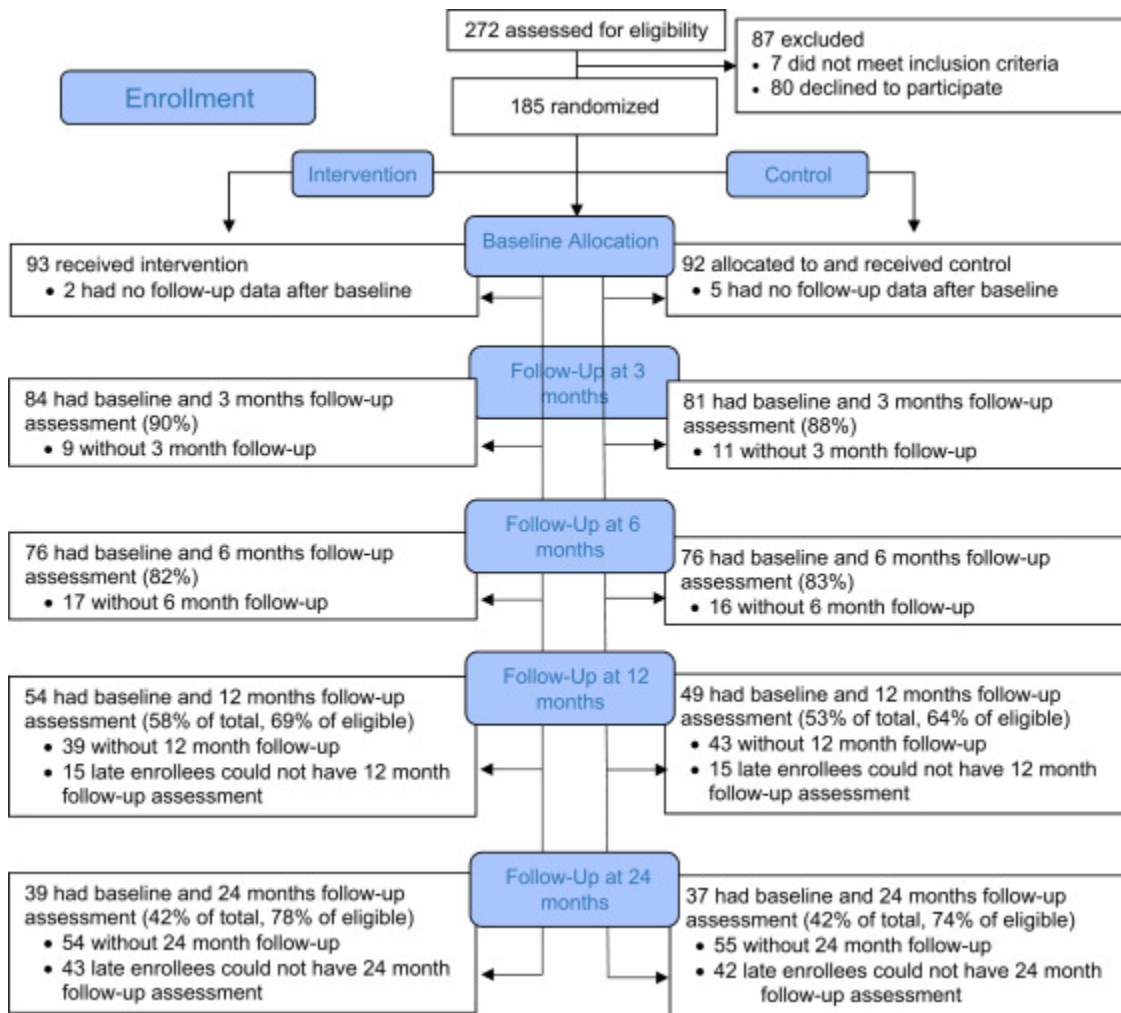 272 assessed for eligibility
87 excluded
• 7 did not meet inclusion criteria
• 80 declined to participate
Enrollment
185 randomized
Intervention
Control
Baseline Allocation
93 received intervention
• 2 had no follow-up data after baseline
92 allocated to and received control
• 5 had no follow-up data after baseline
Follow-Up at 3
months
84 had baseline and 3 months follow-up
assessment (90%)
• 9 without 3 month follow-up
81 had baseline and 3 months follow-up
assessment (88%)
• 11 without 3 month follow-up
Follow-Up at 6
months
76 had baseline and 6 months follow-up
assessment (82%)
• 17 without 6 month follow-up
76 had baseline and 6 months follow-up
assessment (83%)
• 16 without 6 month follow-up
Follow-Up at 12
months
54 had baseline and 12 months follow-up
assessment (58% of total, 69% of eligible)
• 39 without 12 month follow-up
• 15 late enrollees could not have 12 month
follow-up assessment
49 had baseline and 12 months follow-up
assessment (53% of total, 64% of eligible)
• 43 without 12 month follow-up
• 15 late enrollees could not have 12 month
follow-up assessment
Follow-Up at 24
months
39 had baseline and 24 months follow-up
assessment (42% of total, 78% of eligible)
• 54 without 24 month follow-up
• 43 late enrollees could not have 24 month
follow-up assessment
37 had baseline and 24 months follow-up
assessment (42% of total, 74% of eligible)
• 55 without 24 month follow-up
• 42 late enrollees could not have 24 month
follow-up assessment